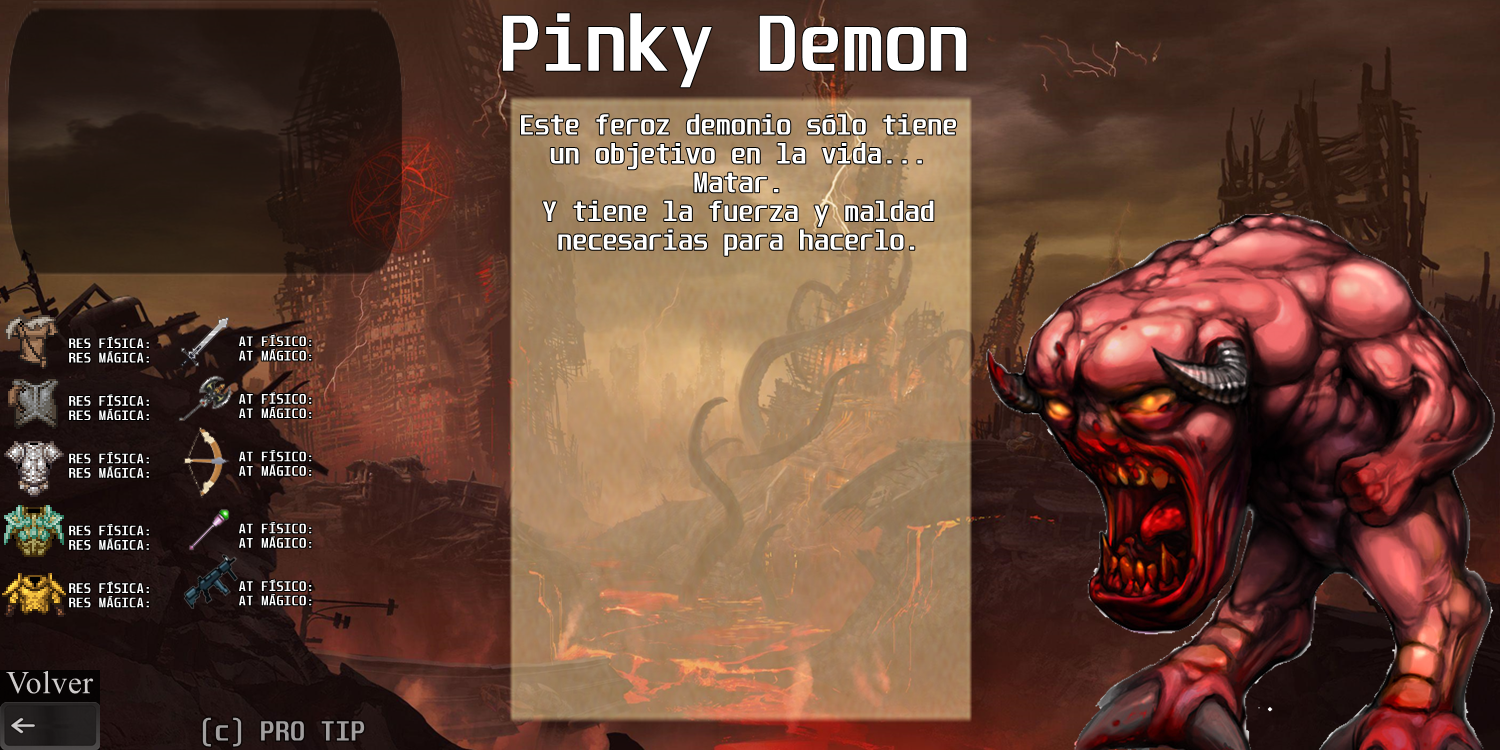 Pinky Demon
Este feroz demonio sólo tiene
un objetivo en la vida...
Matar.
Y tiene la fuerza y maldad
necesarias para hacerlo.
RES FÍSICA:
RES MÁGICA:
AT FÍSICO:
AT MÁGICO:
RES FÍSICA:
RES MÁGICA:
AT FÍSICO:
AT MÁGICO:
RES FÍSICA:
RES MÁGICA:
AT FÍSICO:
AT MÁGICO:
RES FÍSICA:
RES MÁGICA:
AT FÍSICO:
AT MÁGICO:
RES FÍSICA:
RES MÁGICA:
AT FÍSICO:
AT MÁGICO:
Volver
(c) PRO TIP